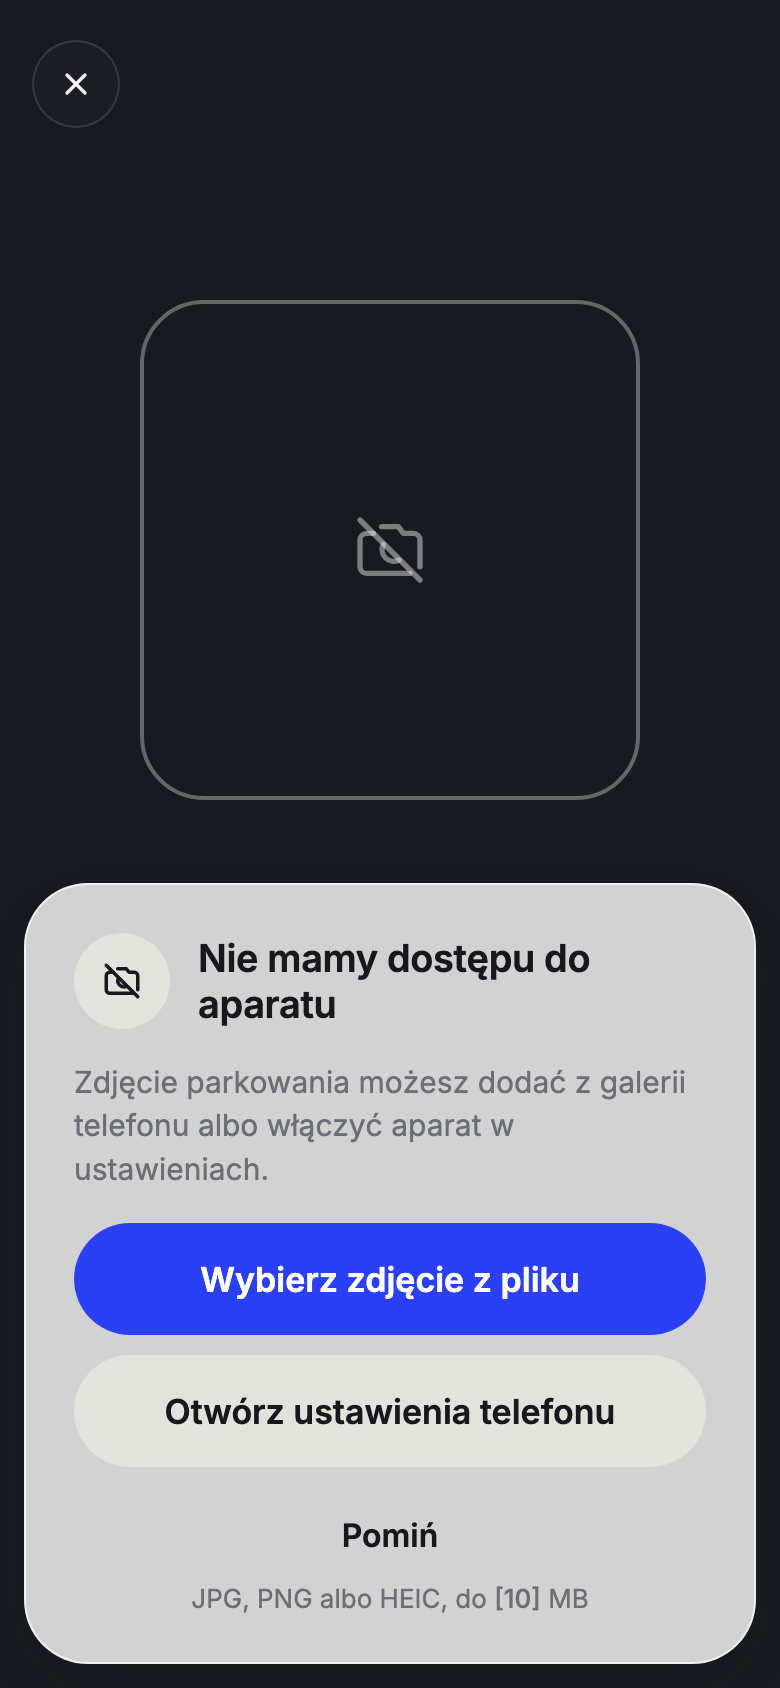 Nie mamy dostępu do
aparatu
Zdjęcie parkowania możesz dodać z galerii
telefonu albo włączyć aparat w
ustawieniach.
Wybierz zdjęcie z pliku
Otwórz ustawienia telefonu
Pomiń
JPG, PNG albo HEIC, do [10] MB